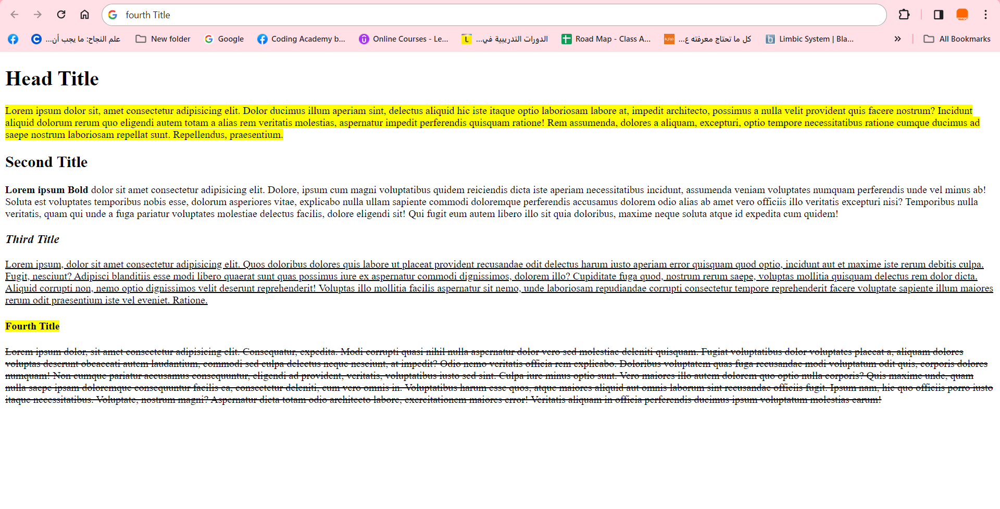 fourth Title
علم النجاح: ما يجب أن...
New folder
Google
Coding Academy b...
Online Courses - Le...
الدورات التدريبية في...
Road Map - Class A...
كل ما تحتاج معرفته ع...
Limbic System | Bla...
All Bookmarks
Head Title
Lorem ipsum dolor sit, amet consectetur adipisicing elit. Dolor ducimus illum aperiam sint, delectus aliquid hic iste itaque optio laboriosam labore at, impedit architecto, possimus a nulla velit provident quis facere nostrum? Incidunt
aliquid dolorum rerum quo eligendi autem totam a alias rem veritatis molestias, aspernatur impedit perferendis quisquam ratione! Rem assumenda, dolores a aliquam, excepturi, optio tempore necessitatibus ratione cumque ducimus ad
saepe nostrum laboriosam repellat sunt. Repellendus, praesentium.
Second Title
Lorem ipsum Bold dolor sit amet consectetur adipisicing elit. Dolore, ipsum cum magni voluptatibus quidem reiciendis dicta iste aperiam necessitatibus incidunt, assumenda veniam voluptates numquam perferendis unde vel minus ab!
Soluta est voluptates temporibus nobis esse, dolorum asperiores vitae, explicabo nulla ullam sapiente commodi doloremque perferendis accusamus dolorem odio alias ab amet vero officiis illo veritatis excepturi nisi? Temporibus nulla
veritatis, quam qui unde a fuga pariatur voluptates molestiae delectus facilis, dolore eligendi sit! Qui fugit eum autem libero illo sit quia doloribus, maxime neque soluta atque id expedita cum quidem!
Third Title
Lorem ipsum, dolor sit amet consectetur adipisicing elit. Quos doloribus dolores quis labore ut placeat provident recusandae odit delectus harum iusto aperiam error quisquam quod optio, incidunt aut et maxime iste rerum debitis culpa.
Fugit, nesciunt? Adipisci blanditiis esse modi libero quaerat sunt quas possimus iure ex aspernatur commodi dignissimos, dolorem illo? Cupiditate fuga quod, nostrum rerum saepe, voluptas mollitia quisquam delectus rem dolor dicta.
Aliquid corrupti non, nemo optio dignissimos velit deserunt reprehenderit! Voluptas illo mollitia facilis aspernatur sit nemo, unde laboriosam repudiandae corrupti consectetur tempore reprehenderit facere voluptate sapiente illum maiores
rerum odit praesentium iste vel eveniet. Ratione.
Fourth Title
Lorem ipsum dolor, sit amet consectetur adipisicing elit. Consequatur, expedita. Modi corrupti quasi nihil nulla aspernatur dolor vero sed molestiae deleniti quisquam. Fugiat voluptatibus dolor voluptates placeat a, aliquam dolores
voluptas deserunt obcaecati autem laudantium, commodi sed culpa delectus neque nesciunt, at impedit? Odio nemo veritatis officia rem explicabo. Doloribus voluptatem quas fuga recusandae modi voluptatum odit quis, corporis dolores
numquam! Non cumque pariatur accusamus consequuntur, eligendi ad provident, veritatis, voluptatibus iusto sed sint. Culpa iure minus optio sunt. Vero maiores illo autem dolorem quo optio nulla corporis? Quis maxime unde, quam
nulla saepe ipsam doloremque consequuntur facilis ea, consectetur deleniti, eum vero omnis in. Voluptatibus harum esse quos, atque maiores aliquid aut omnis laborum sint recusandae officiis fugit. Ipsum nam, hic quo officiis porro iusto
itaque necessitatibus. Voluptate, nostrum magni? Aspernatur dicta totam odio architecto labore, exercitationem maiores error! Veritatis aliquam in officia perferendis ducimus ipsum voluptatum molestias earum!